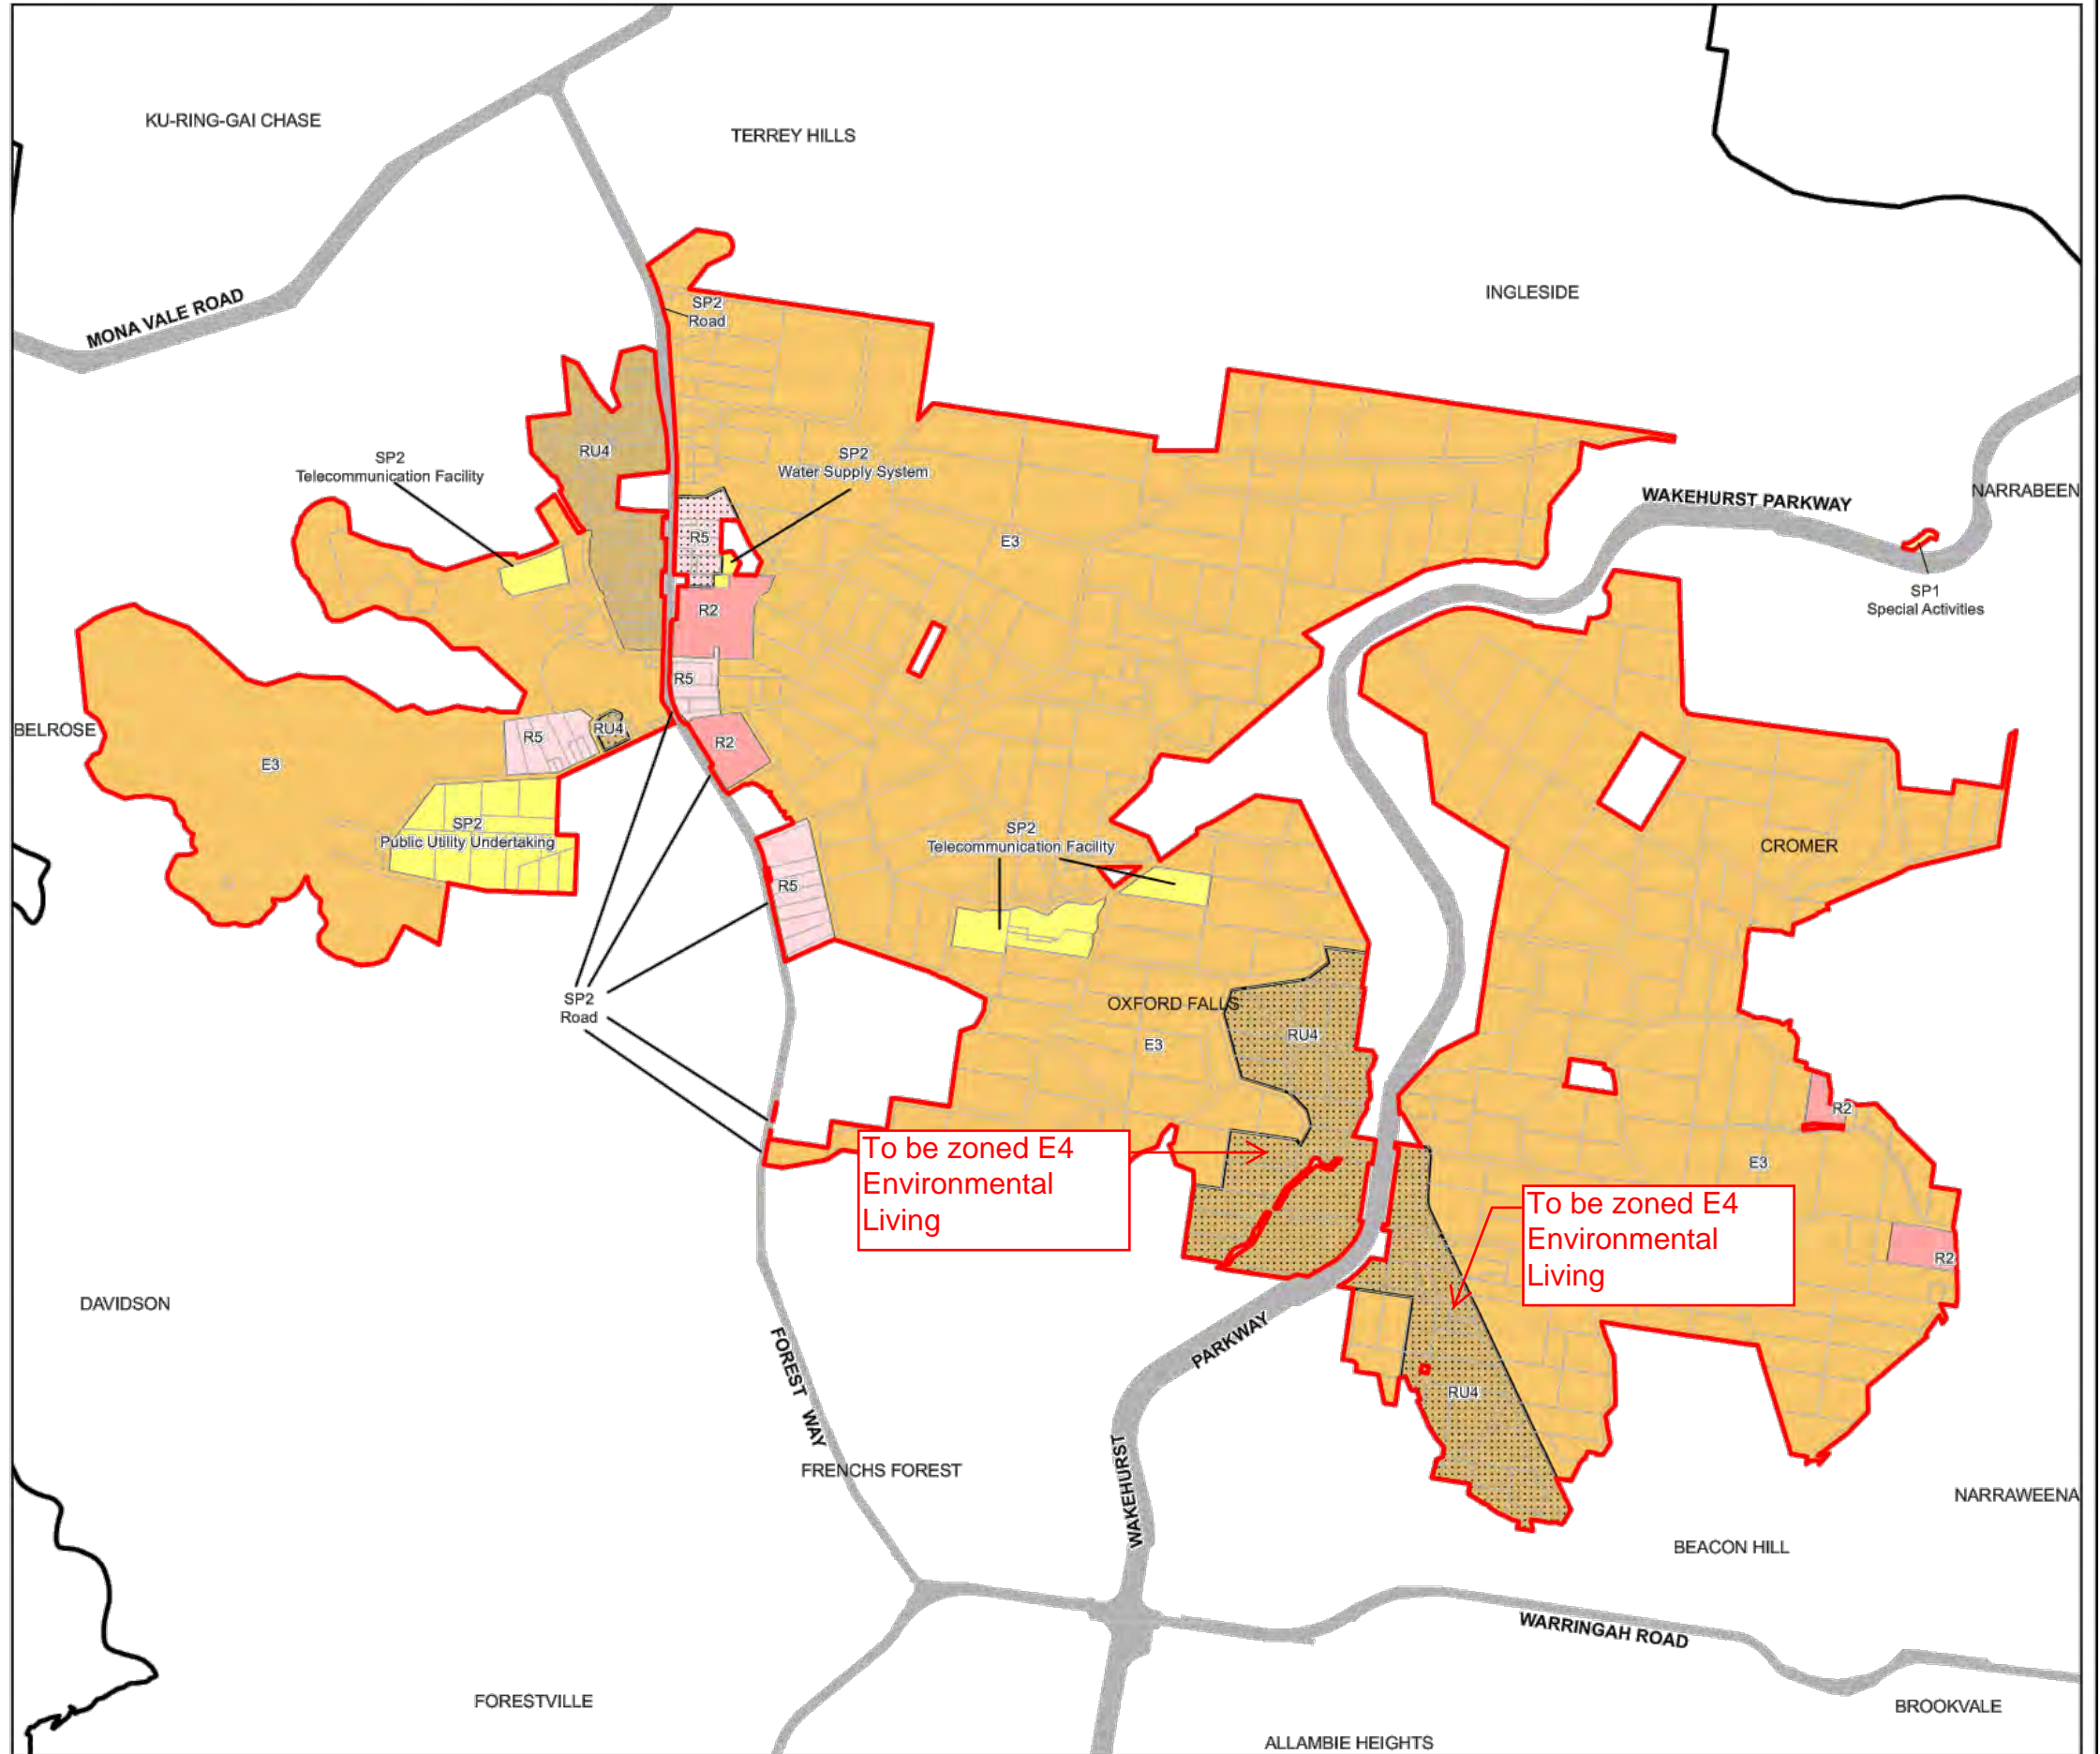 KU-RING-GAI CHASE
TERREY HILLS
INGLESIDE
MONA VALE ROAD
SP2
Road
RU4
SP2
Telecommunication Facility
SP2
Water Supply System
WAKEHURST PARKWAY
NARRABEEN
R5
E3
SP1
Special Activities
R2
R5
BELROSE
R5
RU4
R2
E3
SP2
Public Utility Undertaking
SP2
Telecommunication Facility
CROMER
R5
SP2
Road
OXFORD FALLS
RU4
E3
R2
To be zoned E4
Environmental
Living
E3
To be zoned E4
Environmental
Living
R2
DAVIDSON
FOREST WAY
PARKWAY
RU4
FRENCHS FOREST
WAKEHURST
NARRAWEENA
BEACON HILL
WARRINGAH ROAD
FORESTVILLE
BROOKVALE
ALLAMBIE HEIGHTS